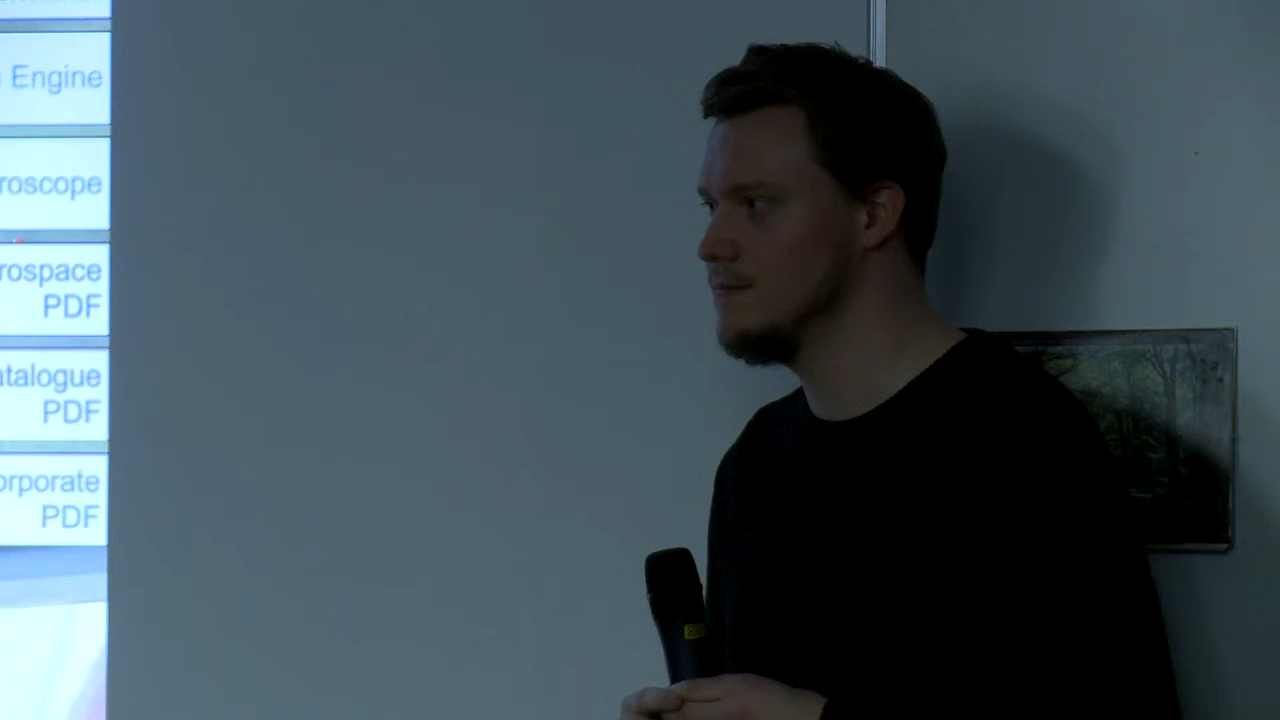 Engine
roscope
rospace
PDF
atalogue
PDF
orporate
PDF